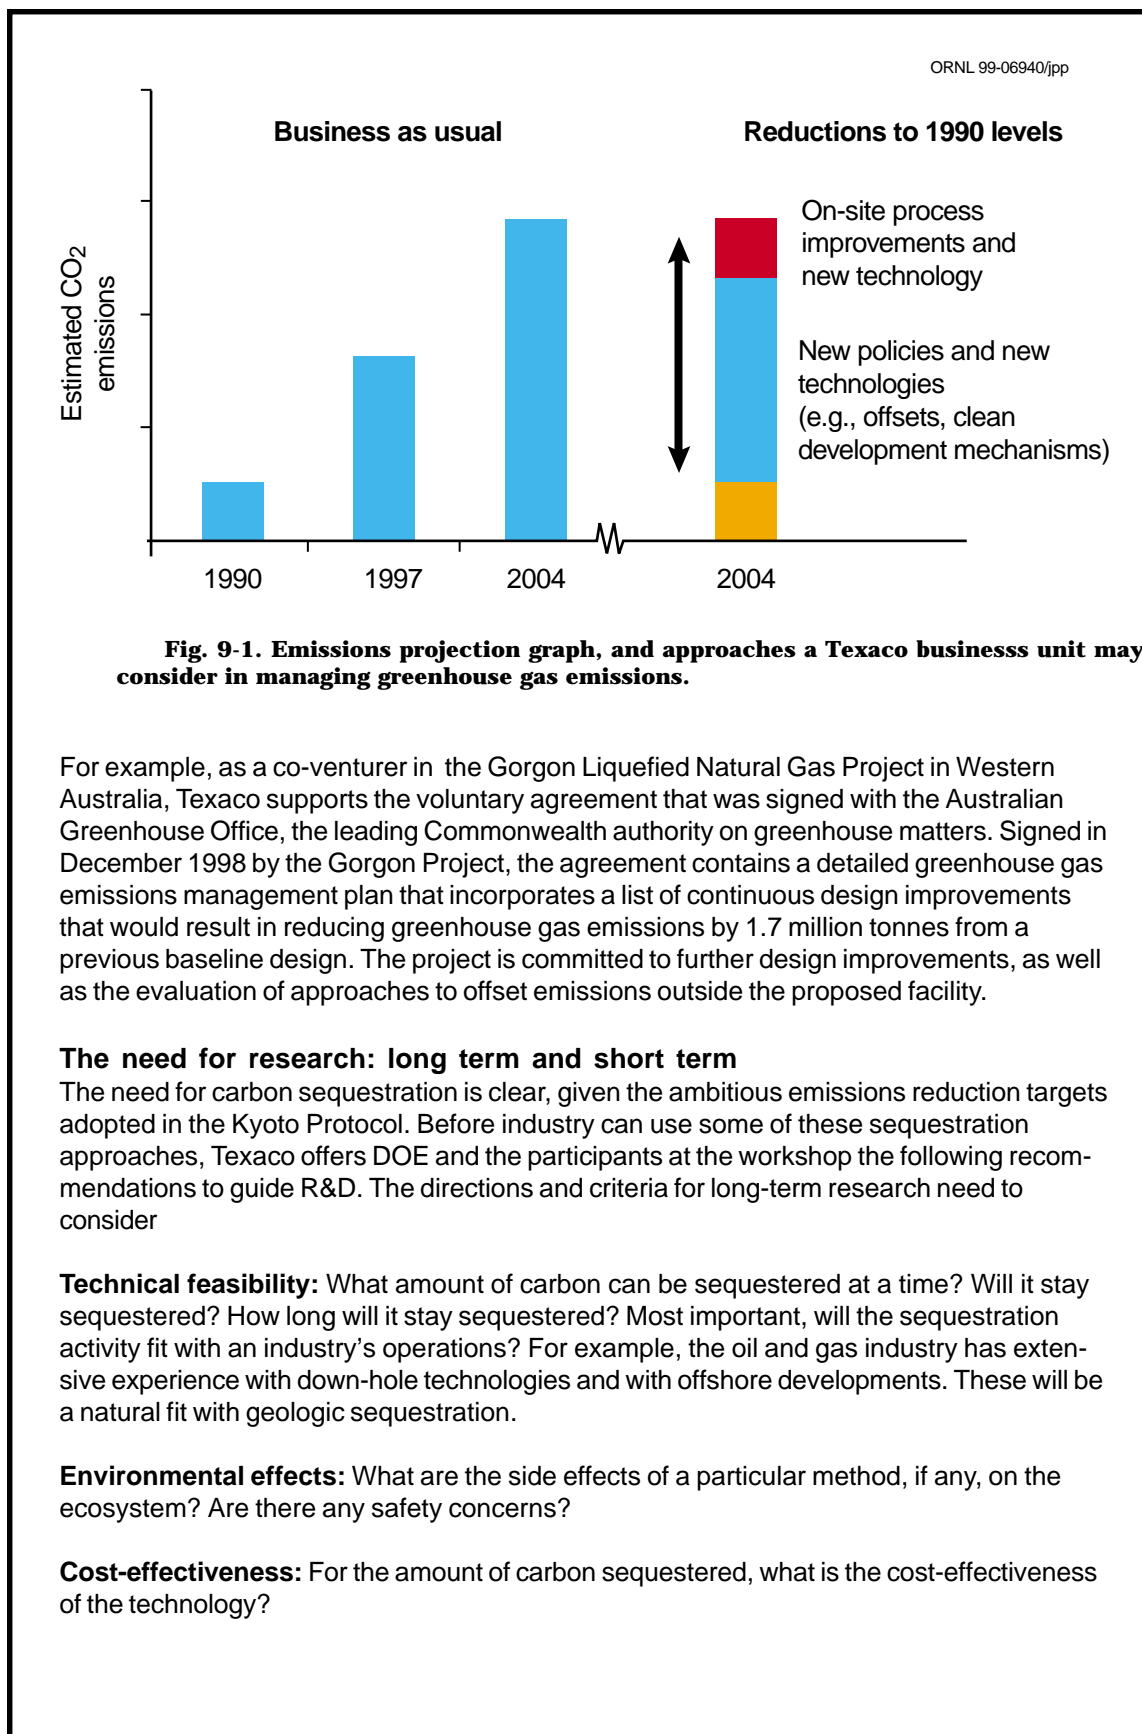 ORNL 99-06940/jpp
Business as usual
Reductions to 1990 levels
Estimated CO2
emissions
On-site process
improvements and
new technology
New policies and new
technologies
(e.g., offsets, clean
development mechanisms)
1990
1997
2004
2004
Fig. 9-1. Emissions projection graph, and approaches a Texaco businesss unit may
consider in managing greenhouse gas emissions.
For example, as a co-venturer in the Gorgon Liquefied Natural Gas Project in Western
Australia, Texaco supports the voluntary agreement that was signed with the Australian
Greenhouse Office, the leading Commonwealth authority on greenhouse matters. Signed in
December 1998 by the Gorgon Project, the agreement contains a detailed greenhouse gas
emissions management plan that incorporates a list of continuous design improvements
that would result in reducing greenhouse gas emissions by 1.7 million tonnes from a
previous baseline design. The project is committed to further design improvements, as well
as the evaluation of approaches to offset emissions outside the proposed facility.
The need for research: long term and short term
The need for carbon sequestration is clear, given the ambitious emissions reduction targets
adopted in the Kyoto Protocol. Before industry can use some of these sequestration
approaches, Texaco offers DOE and the participants at the workshop the following recom-
mendations to guide R&D. The directions and criteria for long-term research need to
consider
Technical feasibility: What amount of carbon can be sequestered at a time? Will it stay
sequestered? How long will it stay sequestered? Most important, will the sequestration
activity fit with an industry’s operations? For example, the oil and gas industry has exten-
sive experience with down-hole technologies and with offshore developments. These will be
a natural fit with geologic sequestration.
Environmental effects: What are the side effects of a particular method, if any, on the
ecosystem? Are there any safety concerns?
Cost-effectiveness: For the amount of carbon sequestered, what is the cost-effectiveness
of the technology?